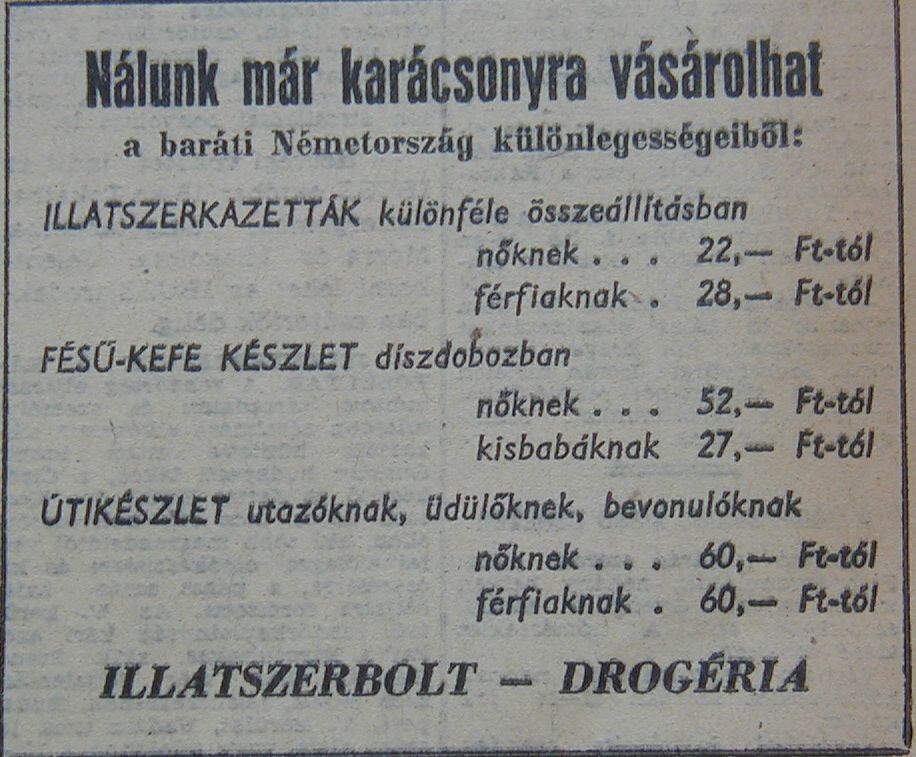 Nálunk már karácsonyra vásárolhat
a baráti Németország különlegességeiből:
ILLATSZERKAZETTÁK különféle összeállításban
nőknek . . . 22,— Ft-tól
férfiaknak . 28,— Ft-tól
FÉSŰ-KEFE KÉSZLET díszdobozban
nőknek . . . 52,— Ft-tól
kisbabáknak 27,— Ft-tól
ÚTIKÉSZLET utazóknak, üdülőknek, bevonulóknak
nőknek . . . 60,— Ft-tól
férfiaknak . 60,— Ft-tól
ILLATSZERBOLT — DROGÉRIA